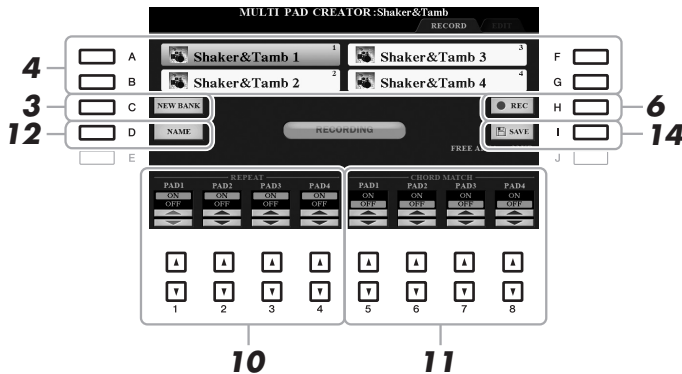 MULTI PAD CREATOR :Shaker&Tamb
RECORD EDIT
A Shaker&Tamb 1 1 Shaker&Tamb 3 3 F
4
B Shaker&Tamb 2 2 Shaker&Tamb 4 4 G
3 C NEW BANK REC H 6
12 D NAME RECORDING SAVE I 14
E FREE J
REPEAT CHORD MATCH
PAD1 PAD2 PAD3 PAD4 PAD1 PAD2 PAD3 PAD4
ON ON ON ON ON ON ON ON
OFF OFF OFF OFF OFF OFF OFF OFF
1 2 3 4 5 6 7 8
10 11